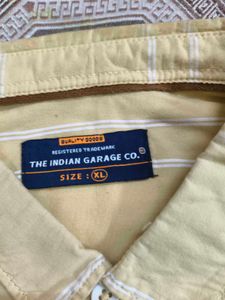 QUALITY GOODS
REGISTERED TRADEMARK
THE INDIAN GARAGE CO.®
SIZE : XL